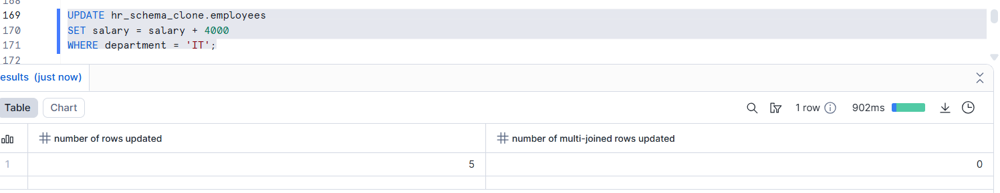 168
169 UPDATE hr_schema_clone.employees
170 SET salary = salary + 4000
171 WHERE department = 'IT';
172
esults (just now)
Table Chart 1 row 902ms
number of rows updated number of multi-joined rows updated
1 5 0